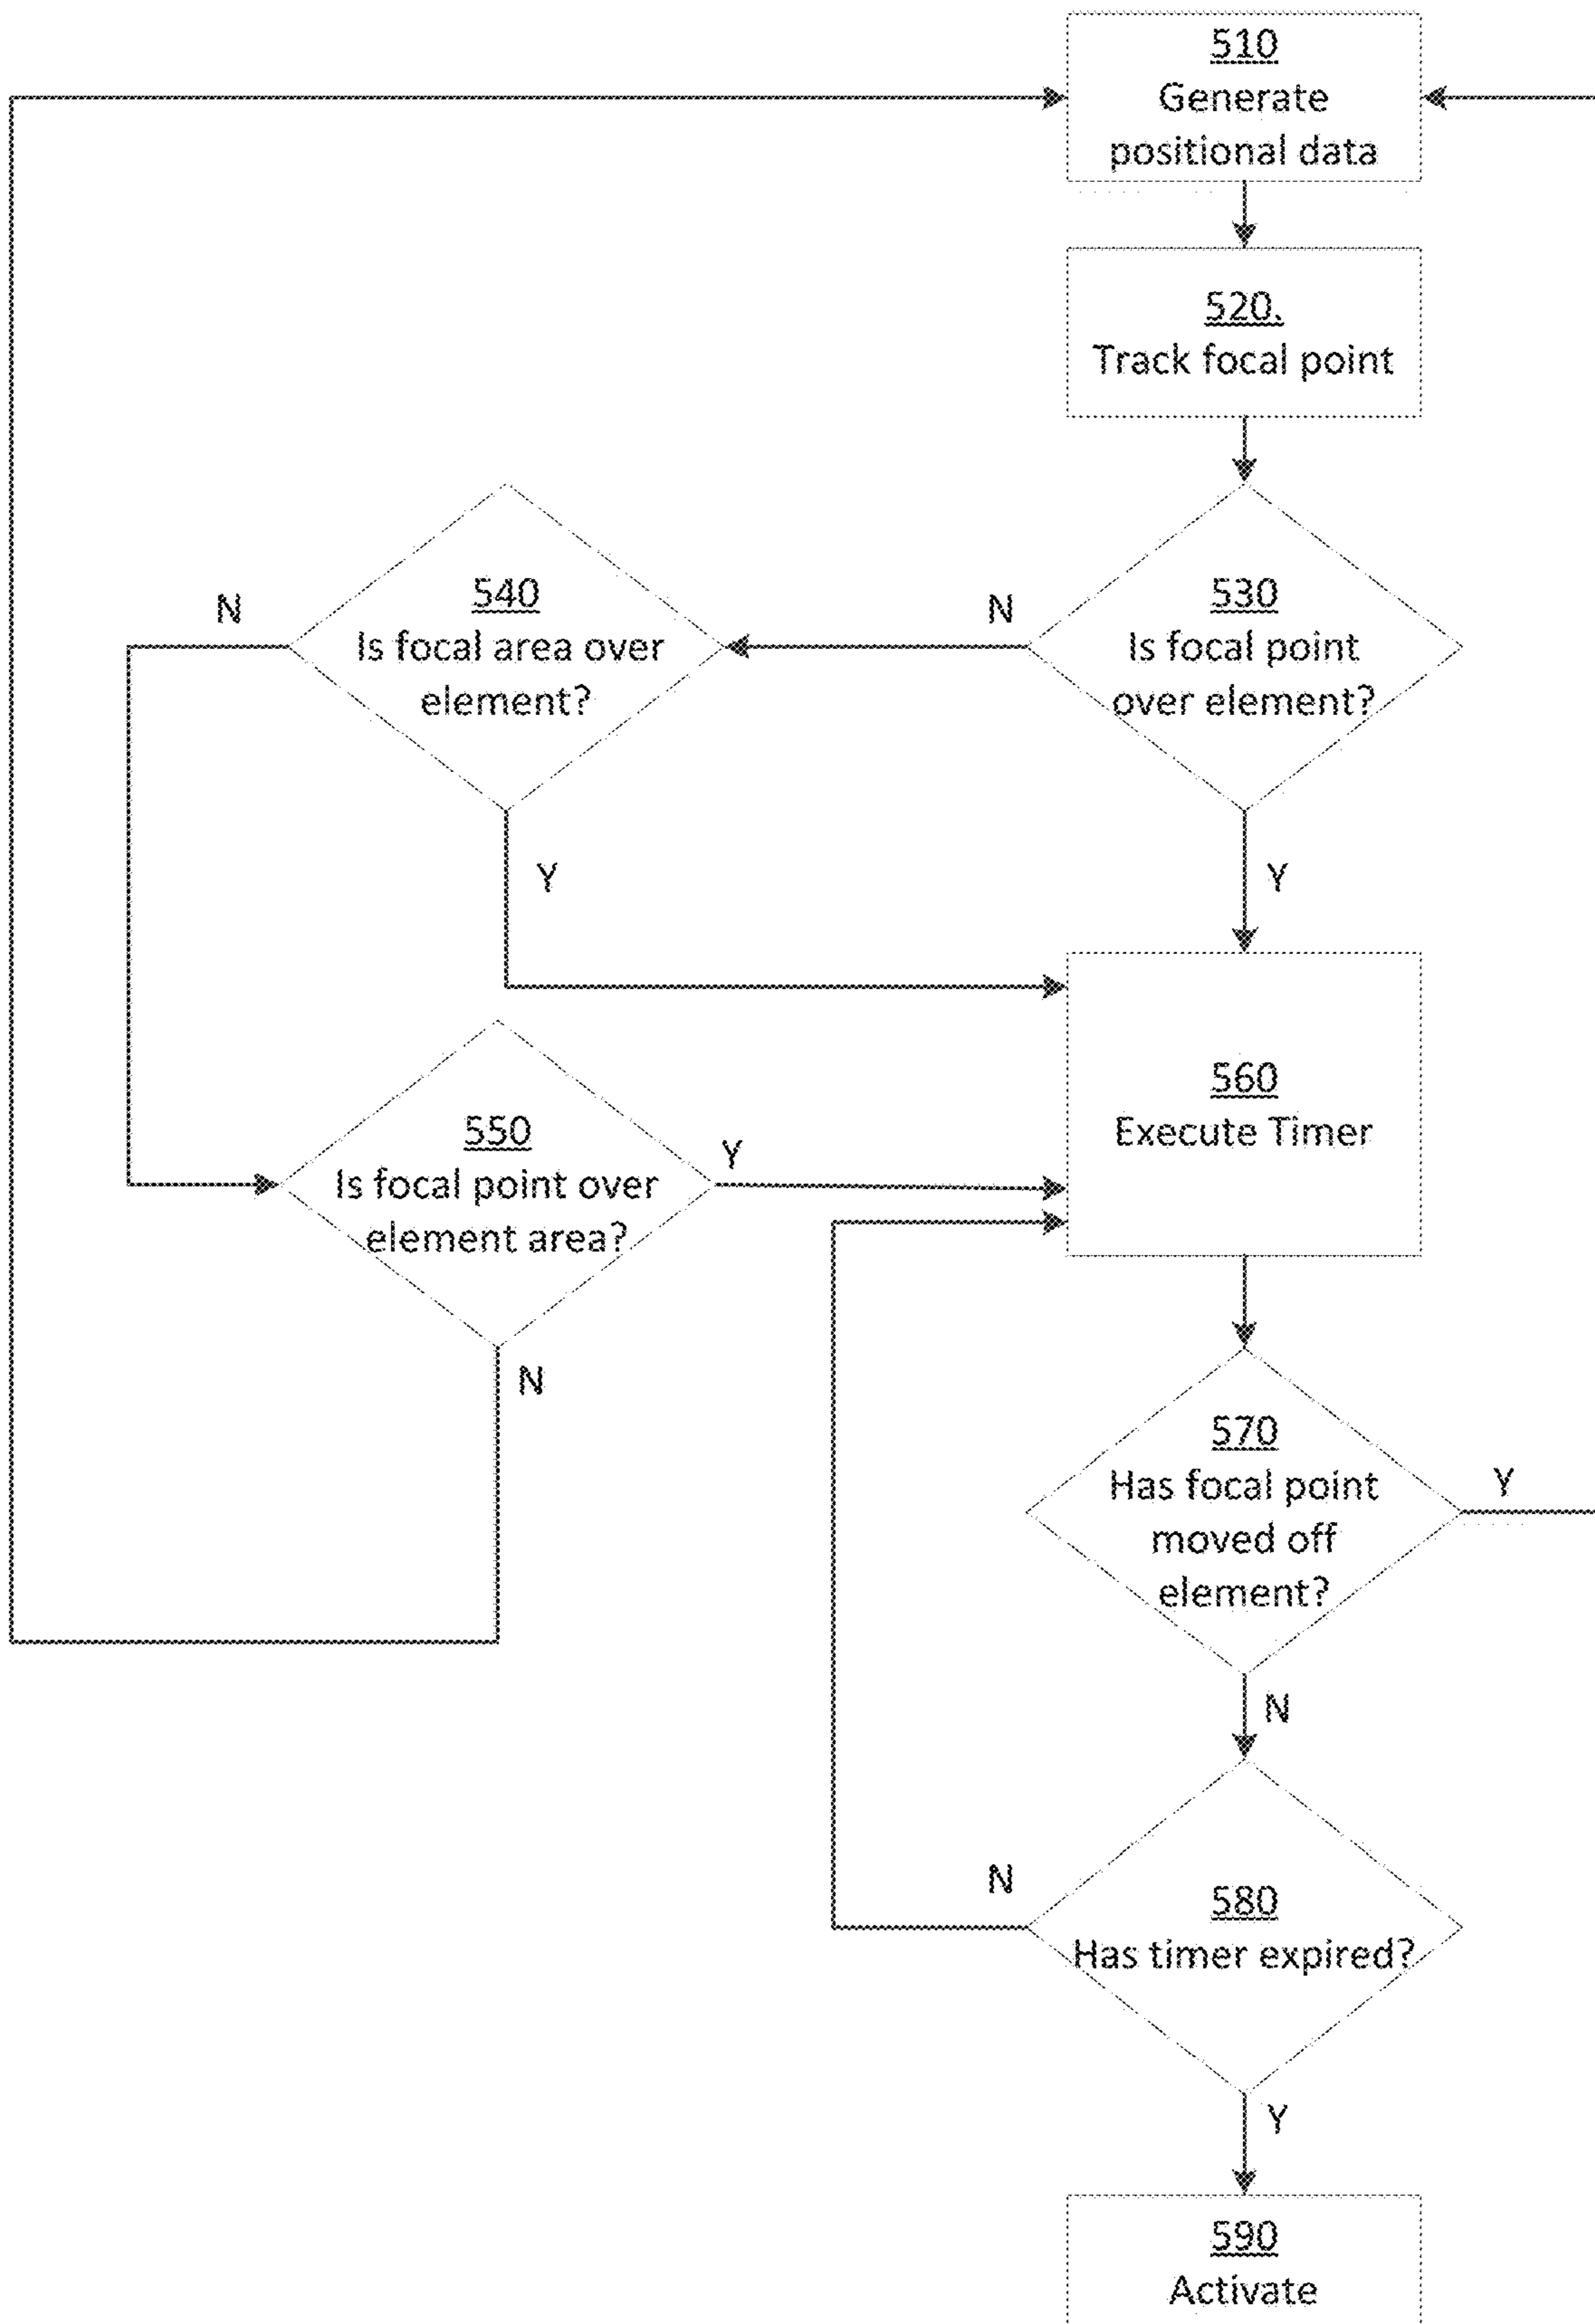 510
Generate
positional data
520.
Track focal point
N
540
Is focal area over
element?
N
530
Is focal point
over element?
Y
Y
550
Is focal point over
element area?
Y
N
560
Execute Timer
570
Has focal point
moved off
element?
Y
N
N
580
Has timer expired?
Y
590
Activate